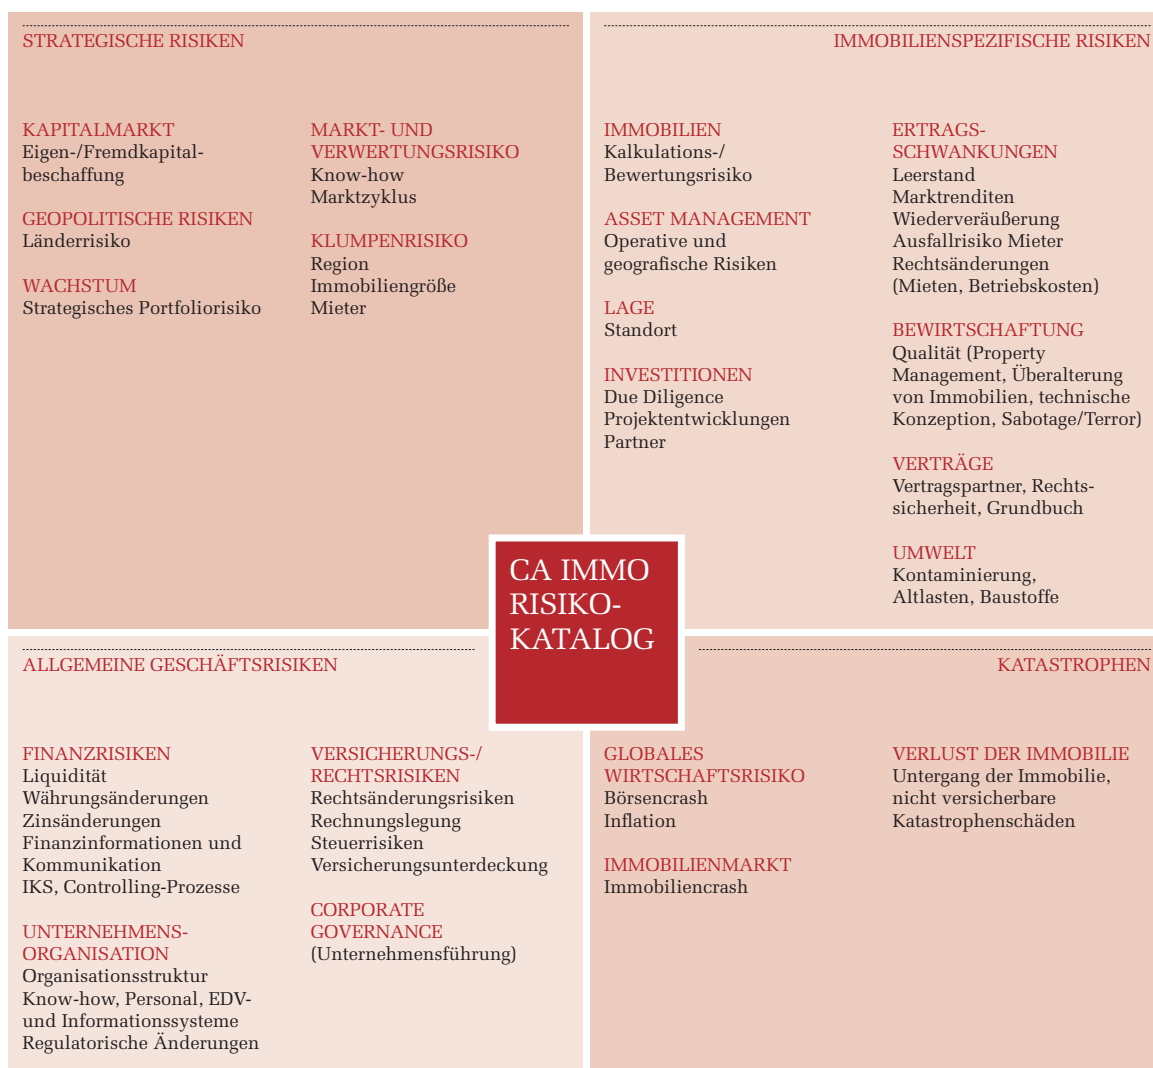 STRATEGISCHE RISIKEN
KAPITALMARKT
Eigen-/Fremdkapital-
beschaffung
GEOPOLITISCHE RISIKEN
Länderrisiko
WACHSTUM
Strategisches Portfoliorisiko
MARKT- UND
VERWERTUNGSRISIKO
Know-how
Marktzyklus
KLUMPENRISIKO
Region
Immobiliengröße
Mieter
IMMOBILIENSPEZIFISCHE RISIKEN
IMMOBILIEN
Kalkulations-/
Bewertungsrisiko
ASSET MANAGEMENT
Operative und
geografische Risiken
LAGE
Standort
INVESTITIONEN
Due Diligence
Projektentwicklungen
Partner
ERTRAGS-
SCHWANKUNGEN
Leerstand
Marktrenditen
Wiederveräußerung
Ausfallrisiko Mieter
Rechtsänderungen
(Mieten, Betriebskosten)
BEWIRTSCHAFTUNG
Qualität (Property
Management, Überalterung
von Immobilien, technische
Konzeption, Sabotage/Terror)
VERTRÄGE
Vertragspartner, Rechts-
sicherheit, Grundbuch
UMWELT
Kontaminierung,
Altlasten, Baustoffe
CA IMMO
RISIKO-
KATALOG
ALLGEMEINE GESCHÄFTSRISIKEN
FINANZRISIKEN
Liquidität
Währungsänderungen
Zinsänderungen
Finanzinformationen und
Kommunikation
IKS, Controlling-Prozesse
UNTERNEHMENS-
ORGANISATION
Organisationsstruktur
Know-how, Personal, EDV-
und Informationssysteme
Regulatorische Änderungen
VERSICHERUNGS-/
RECHTSRISIKEN
Rechtsänderungsrisiken
Rechnungslegung
Steuerrisiken
Versicherungsunterdeckung
CORPORATE
GOVERNANCE
(Unternehmensführung)
KATASTROPHEN
GLOBALES
WIRTSCHAFTSRISIKO
Börsencrash
Inflation
IMMOBILIENMARKT
Immobiliencrash
VERLUST DER IMMOBILIE
Untergang der Immobilie,
nicht versicherbare
Katastrophenschäden